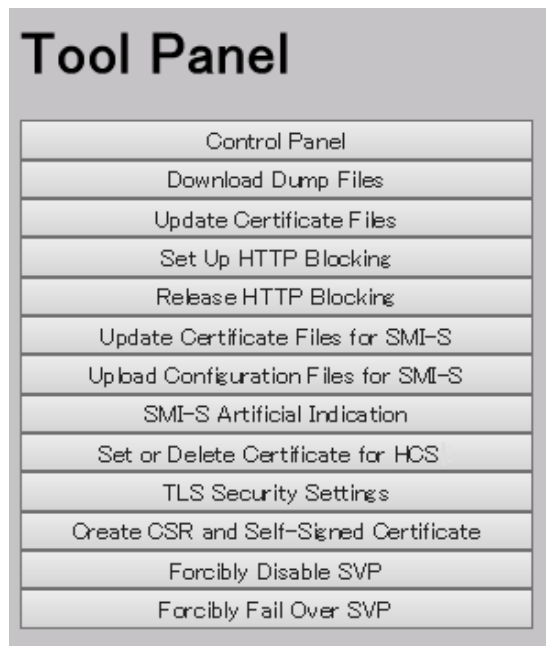 Tool Panel
Control Panel
Download Dump Files
Update Certificate Files
Set Up HTTP Blocking
Release HTTP Blocking
Update Certificate Files for SMI-S
Upload Configuration Files for SMI-S
SMI-S Artificial Indication
Set or Delete Certificate for HCS
TLS Security Settings
Create CSR and Self-Signed Certificate
Forcibly Disable SVP
Forcibly Fail Over SVP